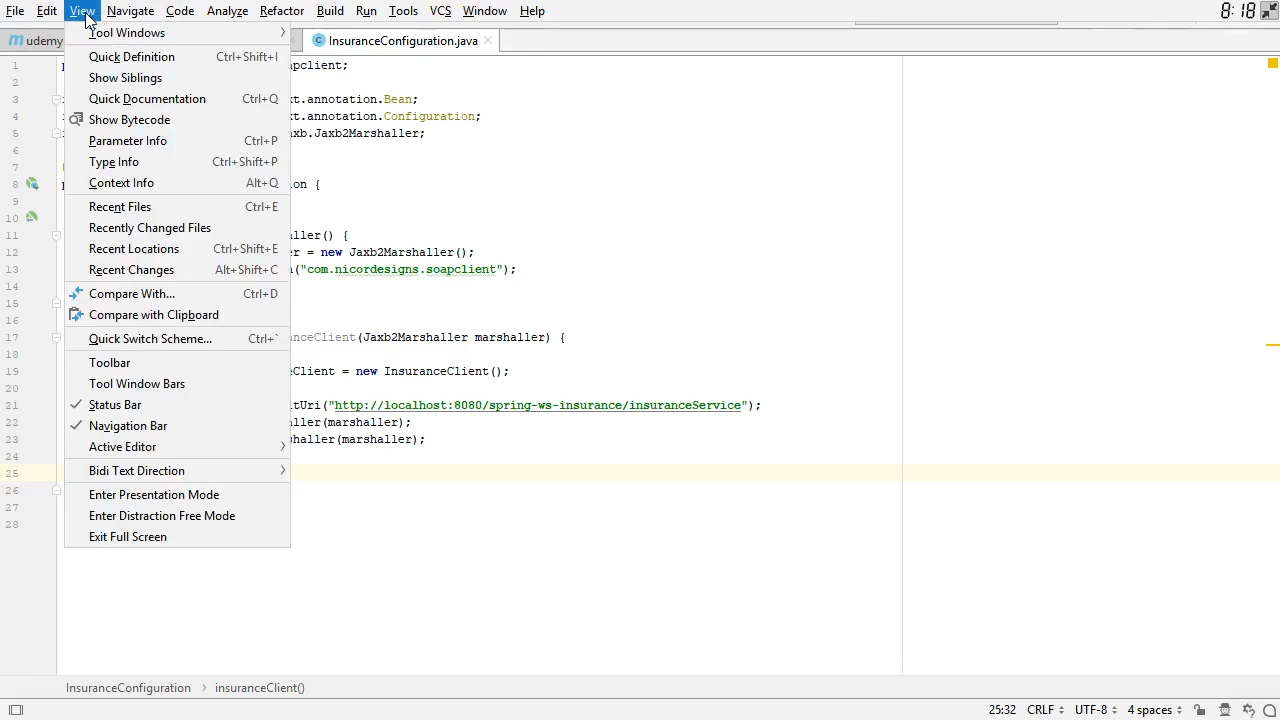 File Edit View Navigate Code Analyze Refactor Build Run Tools VCS Window Help
8:18
udemy
InsuranceConfiguration.java
Tool Windows
Quick Definition Ctrl+Shift+I
Show Siblings
Quick Documentation Ctrl+Q
Show Bytecode
Parameter Info Ctrl+P
Type Info Ctrl+Shift+P
Context Info Alt+Q
Recent Files Ctrl+E
Recently Changed Files
Recent Locations Ctrl+Shift+E
Recent Changes Alt+Shift+C
Compare With... Ctrl+D
Compare with Clipboard
Quick Switch Scheme... Ctrl+`
Toolbar
Tool Window Bars
Status Bar
Navigation Bar
Active Editor
Bidi Text Direction
Enter Presentation Mode
Enter Distraction Free Mode
Exit Full Screen
1 pclient;
2
3 xt.annotation.Bean;
4 xt.annotation.Configuration;
5 axb.Jaxb2Marshaller;
6
7
8 ion {
9
10
11 aller() {
12 er = new Jaxb2Marshaller();
13 h("com.nicordesigns.soapclient");
14
15
16
17 anceClient(Jaxb2Marshaller marshaller) {
18
19 eClient = new InsuranceClient();
20
21 ltUri("http://localhost:8080/spring-ws-insurance/insuranceService");
22 aller(marshaller);
23 shaller(marshaller);
24
25
26
27
28
InsuranceConfiguration › insuranceClient()
25:32 CRLF UTF-8 4 spaces